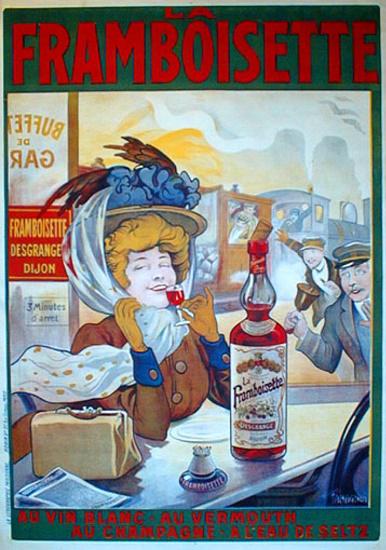 LA
FRAMBOISETTE
BUFFET
DE
GARE
FRAMBOISETTE
DESGRANGE
DIJON
3 Minutes
d'arrêt
La
Framboisette
DESGRANGE
FRAMBOISETTE
AU VIN BLANC - AU VERMOUTH
AU CHAMPAGNE - A L'EAU DE SELTZ